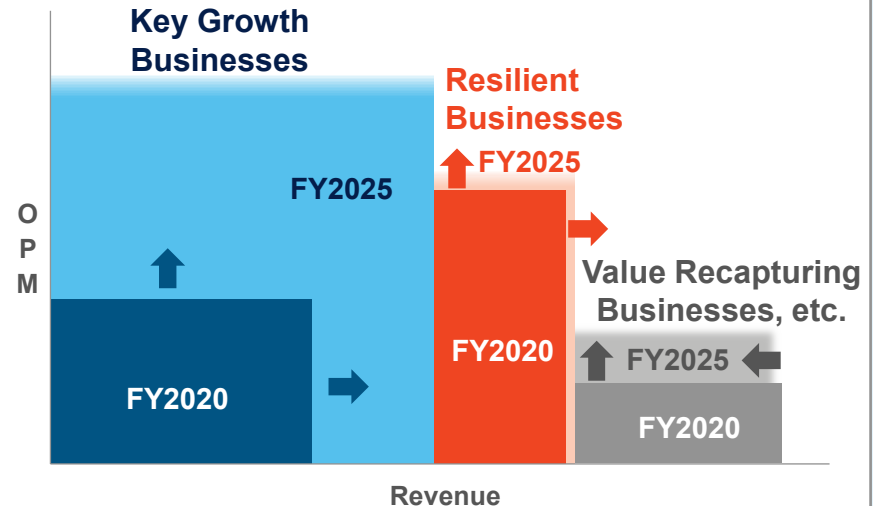 Key Growth
Businesses
Resilient
Businesses
FY2025
FY2025
O
P
M
Value Recapturing
Businesses, etc.
FY2020
FY2025
FY2020
FY2020
Revenue